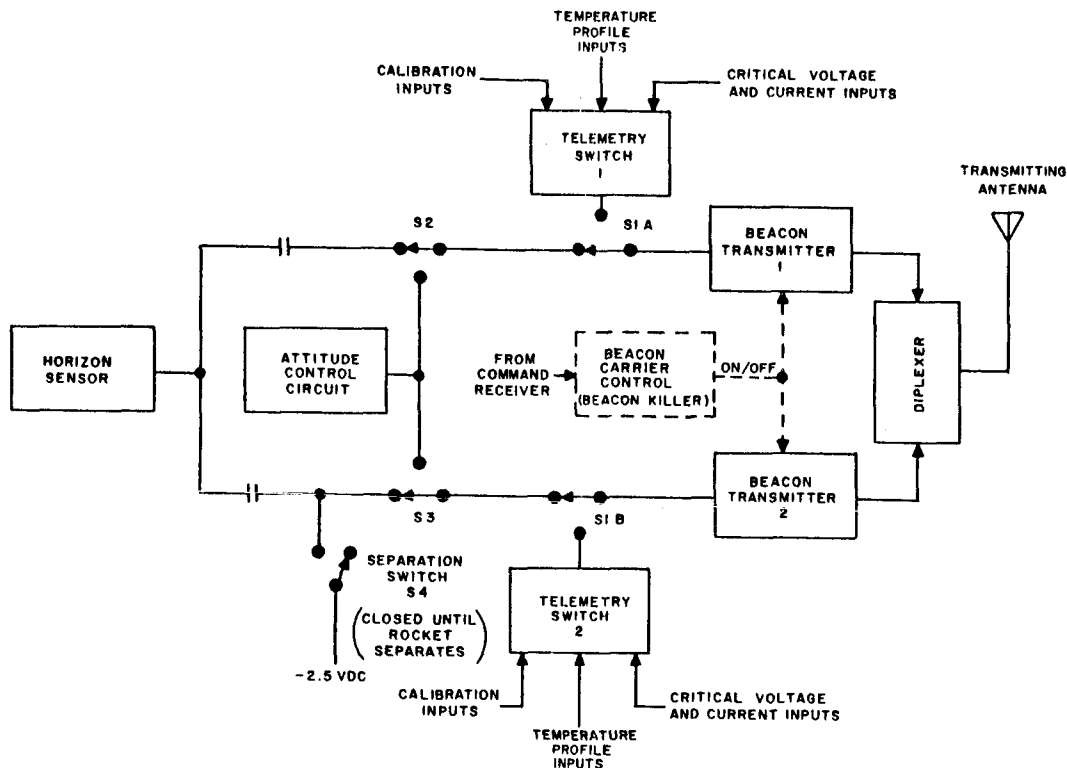 TEMPERATURE
PROFILE
INPUTS
CALIBRATION
INPUTS
CRITICAL VOLTAGE
AND CURRENT INPUTS
TELEMETRY
SWITCH
1
TRANSMITTING
ANTENNA
S2
S1A
BEACON
TRANSMITTER
1
HORIZON
SENSOR
ATTITUDE
CONTROL
CIRCUIT
FROM
COMMAND
RECEIVER
BEACON
CARRIER
CONTROL
(BEACON KILLER)
ON/OFF
DIPLEXER
BEACON
TRANSMITTER
2
S3
S1B
SEPARATION
SWITCH
S4
(CLOSED UNTIL
ROCKET
SEPARATES)
-2.5 VDC
TELEMETRY
SWITCH
2
CALIBRATION
INPUTS
TEMPERATURE
PROFILE
INPUTS
CRITICAL VOLTAGE
AND CURRENT INPUTS